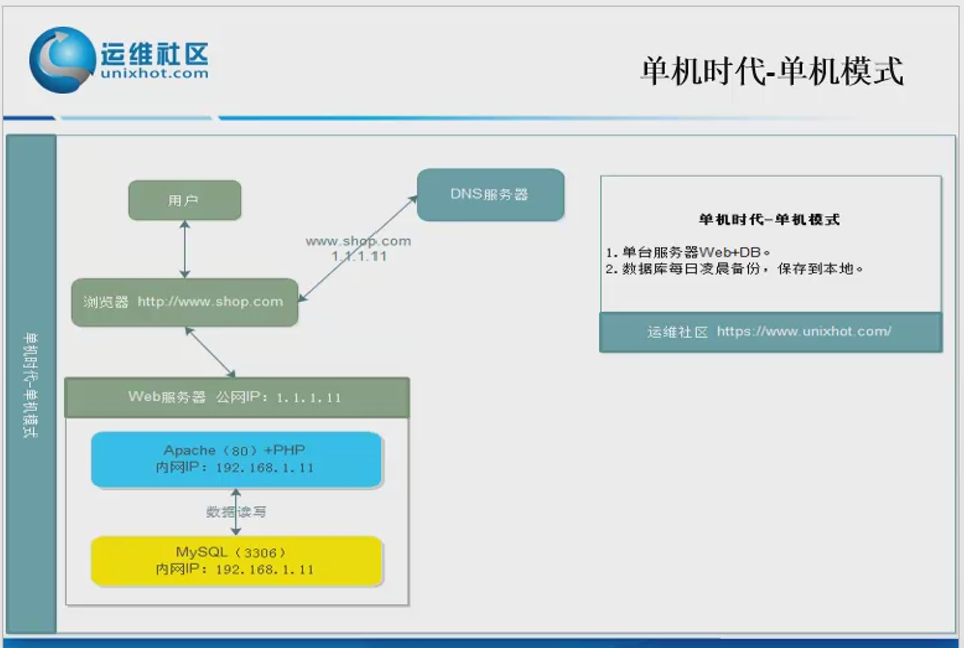 运维社区
unixhot.com
单机时代-单机模式
单机时代-单机模式
用户
DNS服务器
www.shop.com
1.1.1.11
浏览器 http://www.shop.com
Web服务器 公网IP：1.1.1.11
Apache（80）+PHP
内网IP：192.168.1.11
数据读写
MySQL（3306）
内网IP：192.168.1.11
单机时代-单机模式
1. 单台服务器Web+DB。
2. 数据库每日凌晨备份，保存到本地。
运维社区 https://www.unixhot.com/